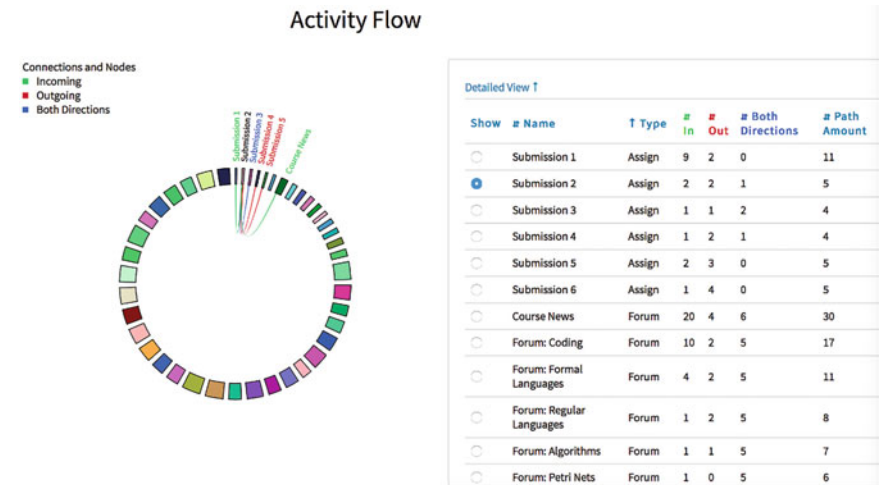 Activity Flow
Connections and Nodes
Incoming
Outgoing
Both Directions
Submission 1
Submission 2
Submission 3
Submission 4
Submission 5
Course News
Detailed View ↑
Show ⇵ Name ↑ Type ⇵ In ⇵ Out ⇵ Both Directions ⇵ Path Amount
Submission 1 Assign 9 2 0 11
Submission 2 Assign 2 2 1 5
Submission 3 Assign 1 1 2 4
Submission 4 Assign 1 2 1 4
Submission 5 Assign 2 3 0 5
Submission 6 Assign 1 4 0 5
Course News Forum 20 4 6 30
Forum: Coding Forum 10 2 5 17
Forum: Formal Languages Forum 4 2 5 11
Forum: Regular Languages Forum 1 2 5 8
Forum: Algorithms Forum 1 1 5 7
Forum: Petri Nets Forum 1 0 5 6